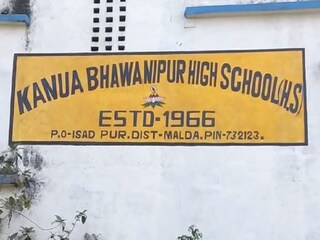 KANUA BHAWANIPUR HIGH SCHOOL(H.S)
ESTD-1966
P.O-ISAD PUR.DIST-MALDA.PIN-732123.